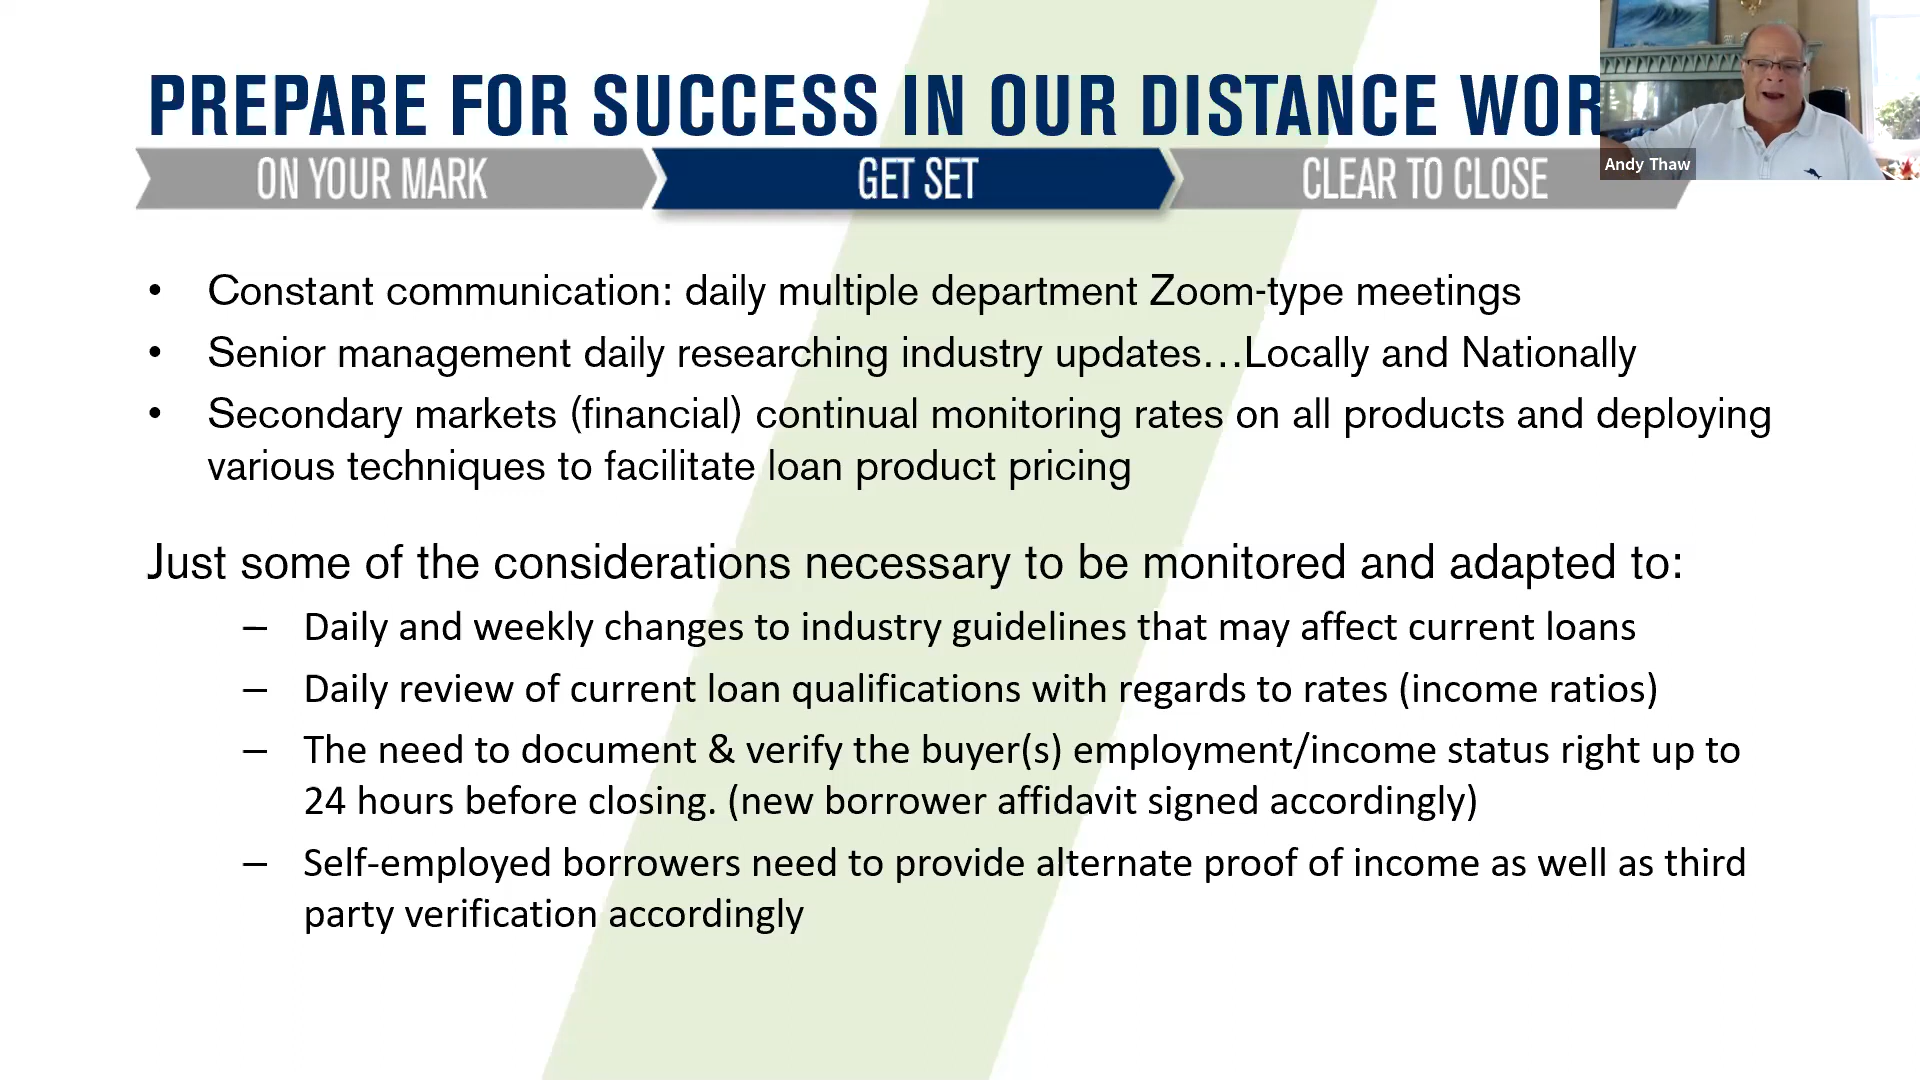 PREPARE FOR SUCCESS IN OUR DISTANCE WOR
Andy Thaw
ON YOUR MARK
GET SET
CLEAR TO CLOSE
• Constant communication: daily multiple department Zoom-type meetings
• Senior management daily researching industry updates…Locally and Nationally
• Secondary markets (financial) continual monitoring rates on all products and deploying
various techniques to facilitate loan product pricing
Just some of the considerations necessary to be monitored and adapted to:
– Daily and weekly changes to industry guidelines that may affect current loans
– Daily review of current loan qualifications with regards to rates (income ratios)
– The need to document & verify the buyer(s) employment/income status right up to
24 hours before closing. (new borrower affidavit signed accordingly)
– Self-employed borrowers need to provide alternate proof of income as well as third
party verification accordingly